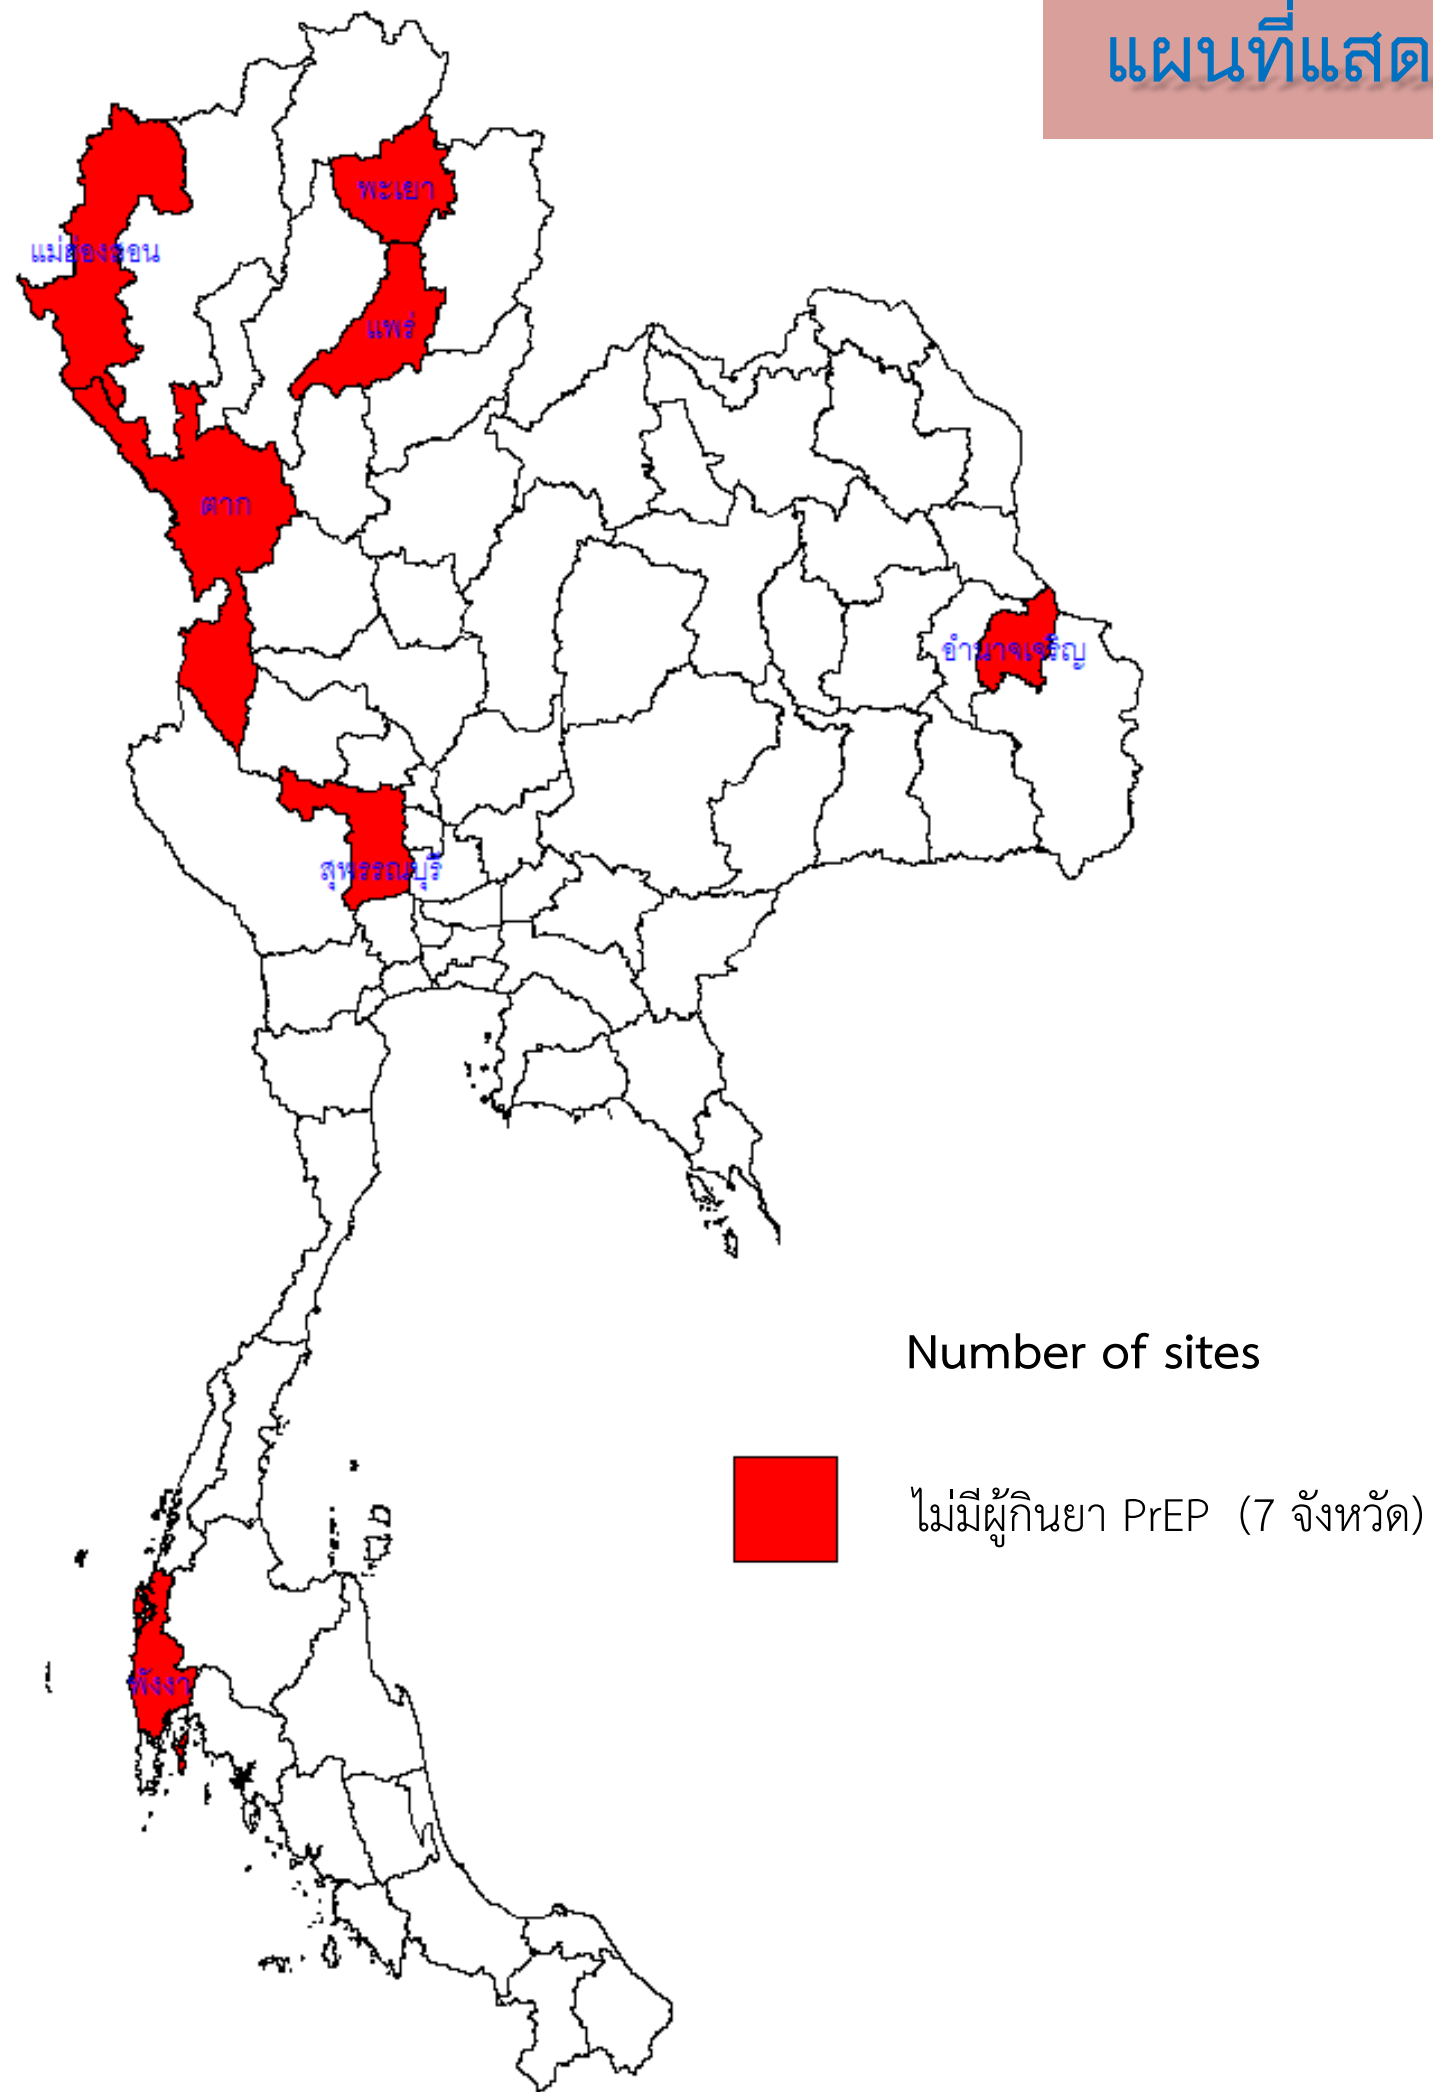 แผนที่แสด
พะเยา
แม่ฮ่องสอน
แพร่
ตาก
อำนาจเจริญ
สุพรรณบุรี
Number of sites
ไม่มีผู้กินยา PrEP (7 จังหวัด)
พังงา